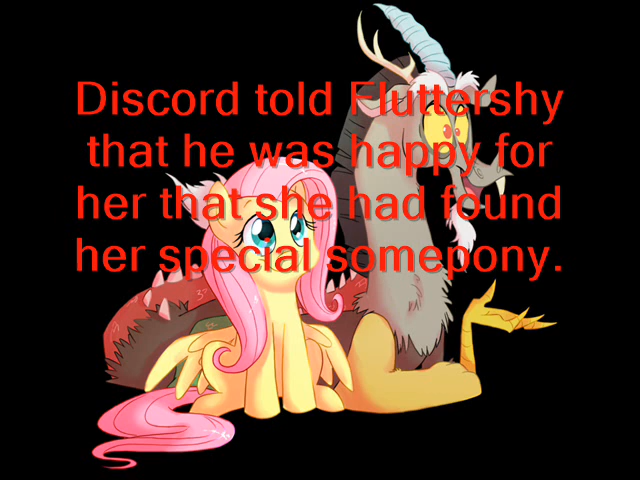 Discord told Fluttershy
that he was happy for
her that she had found
her special somepony.